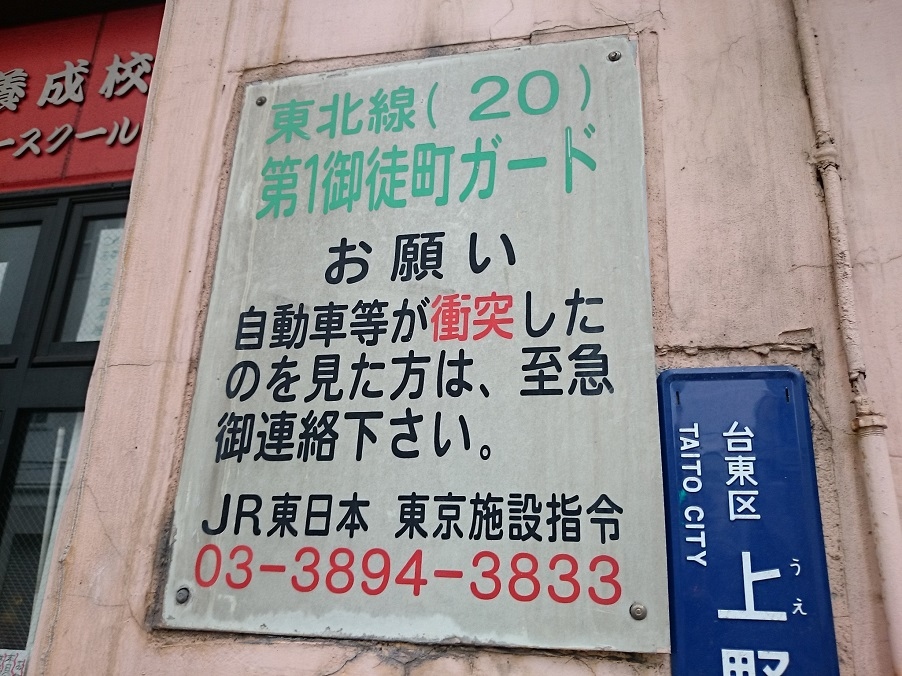 養成校
ースクール
東北線(20)
第1御徒町ガード
お願い
自動車等が衝突した
のを見た方は、至急
御連絡下さい。
JR東日本 東京施設指令
03-3894-3833
台東区
TAITO CITY
上
うえ